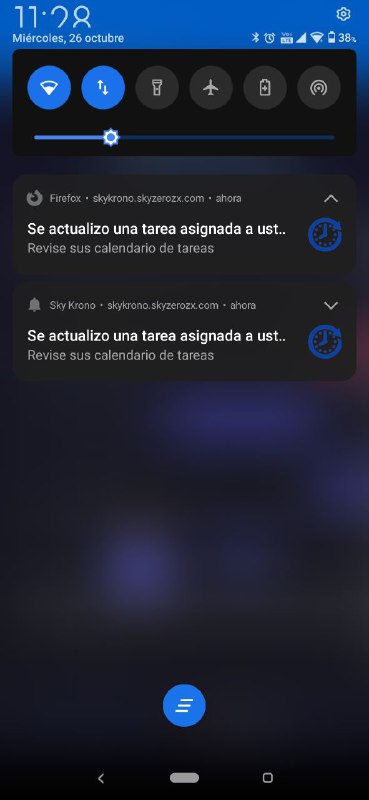 11:28
Miércoles, 26 octubre
Vo»
LTE
38%
Firefox • skykrono.skyzerozx.com • ahora
Se actualizo una tarea asignada a ust..
Revise sus calendario de tareas
Sky Krono • skykrono.skyzerozx.com • ahora
Se actualizo una tarea asignada a ust..
Revise sus calendario de tareas